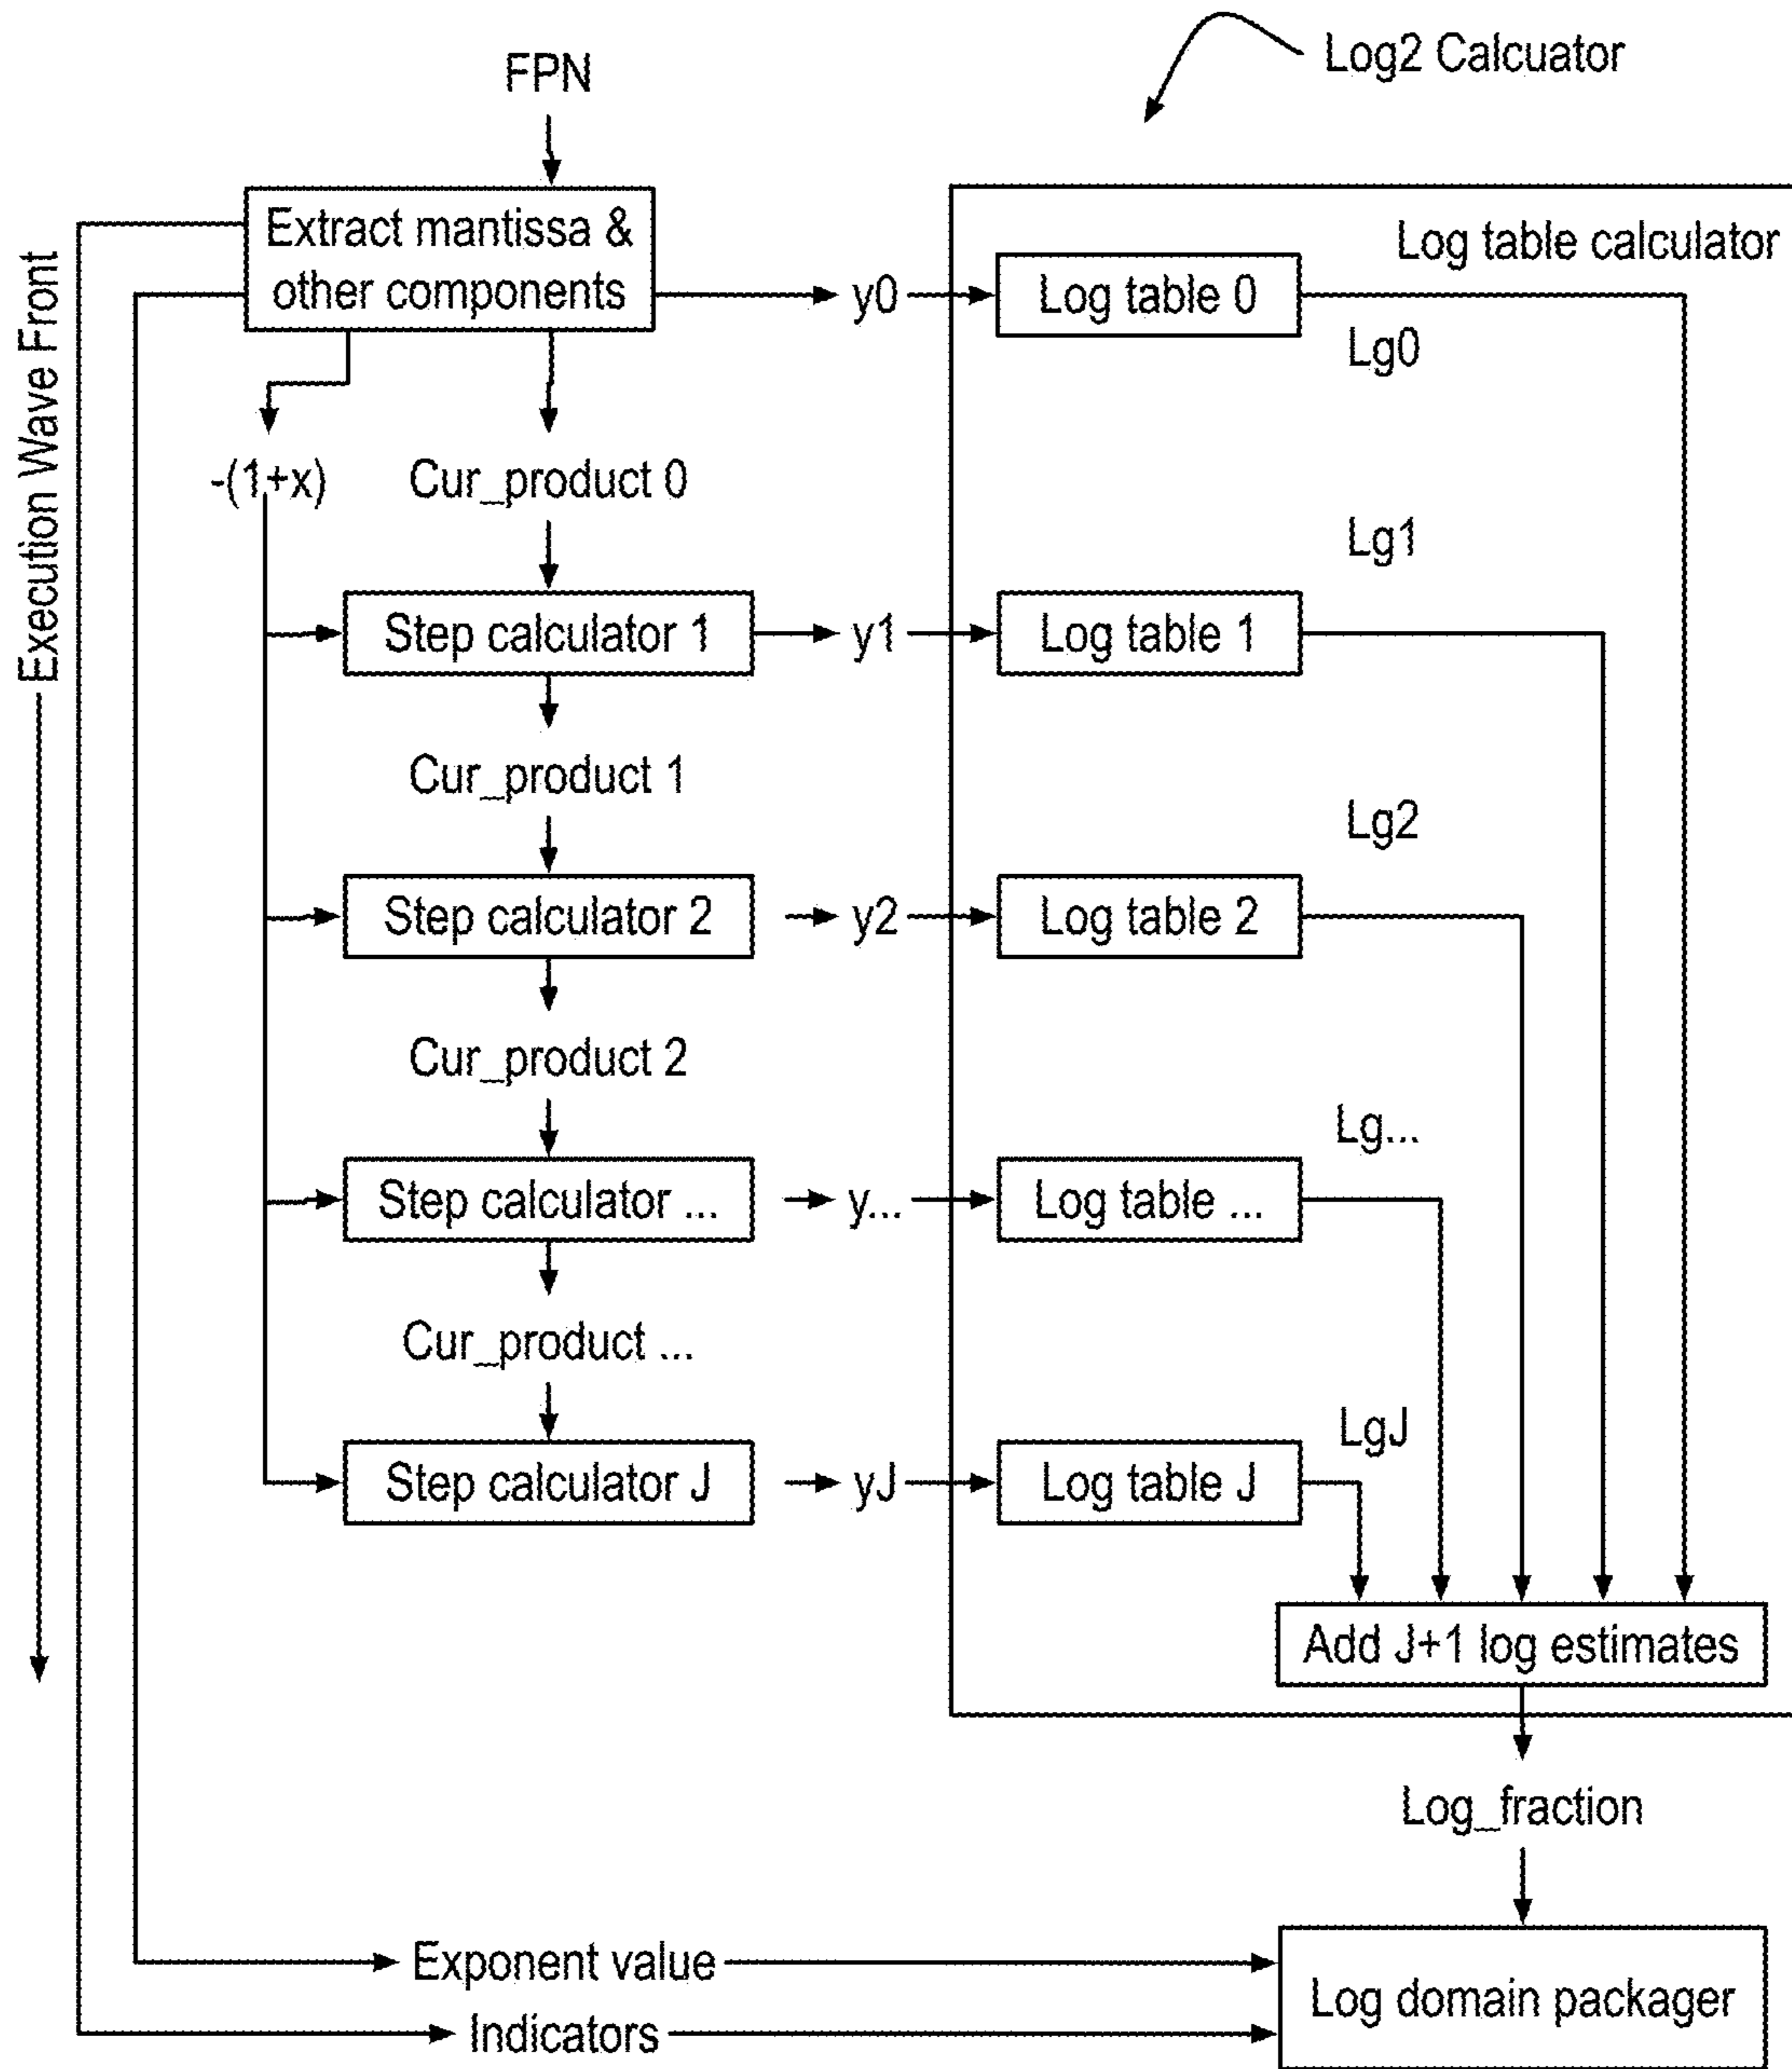 Log2 Calcuator
FPN
Extract mantissa &
other components
y0
Log table 0
Log table calculator
Lg0
Execution Wave Front
-(1+x)
Cur_product 0
Lg1
Step calculator 1
y1
Log table 1
Cur_product 1
Lg2
Step calculator 2
y2
Log table 2
Cur_product 2
Lg...
Step calculator ...
y...
Log table ...
Cur_product ...
LgJ
Step calculator J
yJ
Log table J
Add J+1 log estimates
Log_fraction
Exponent value
Log domain packager
Indicators